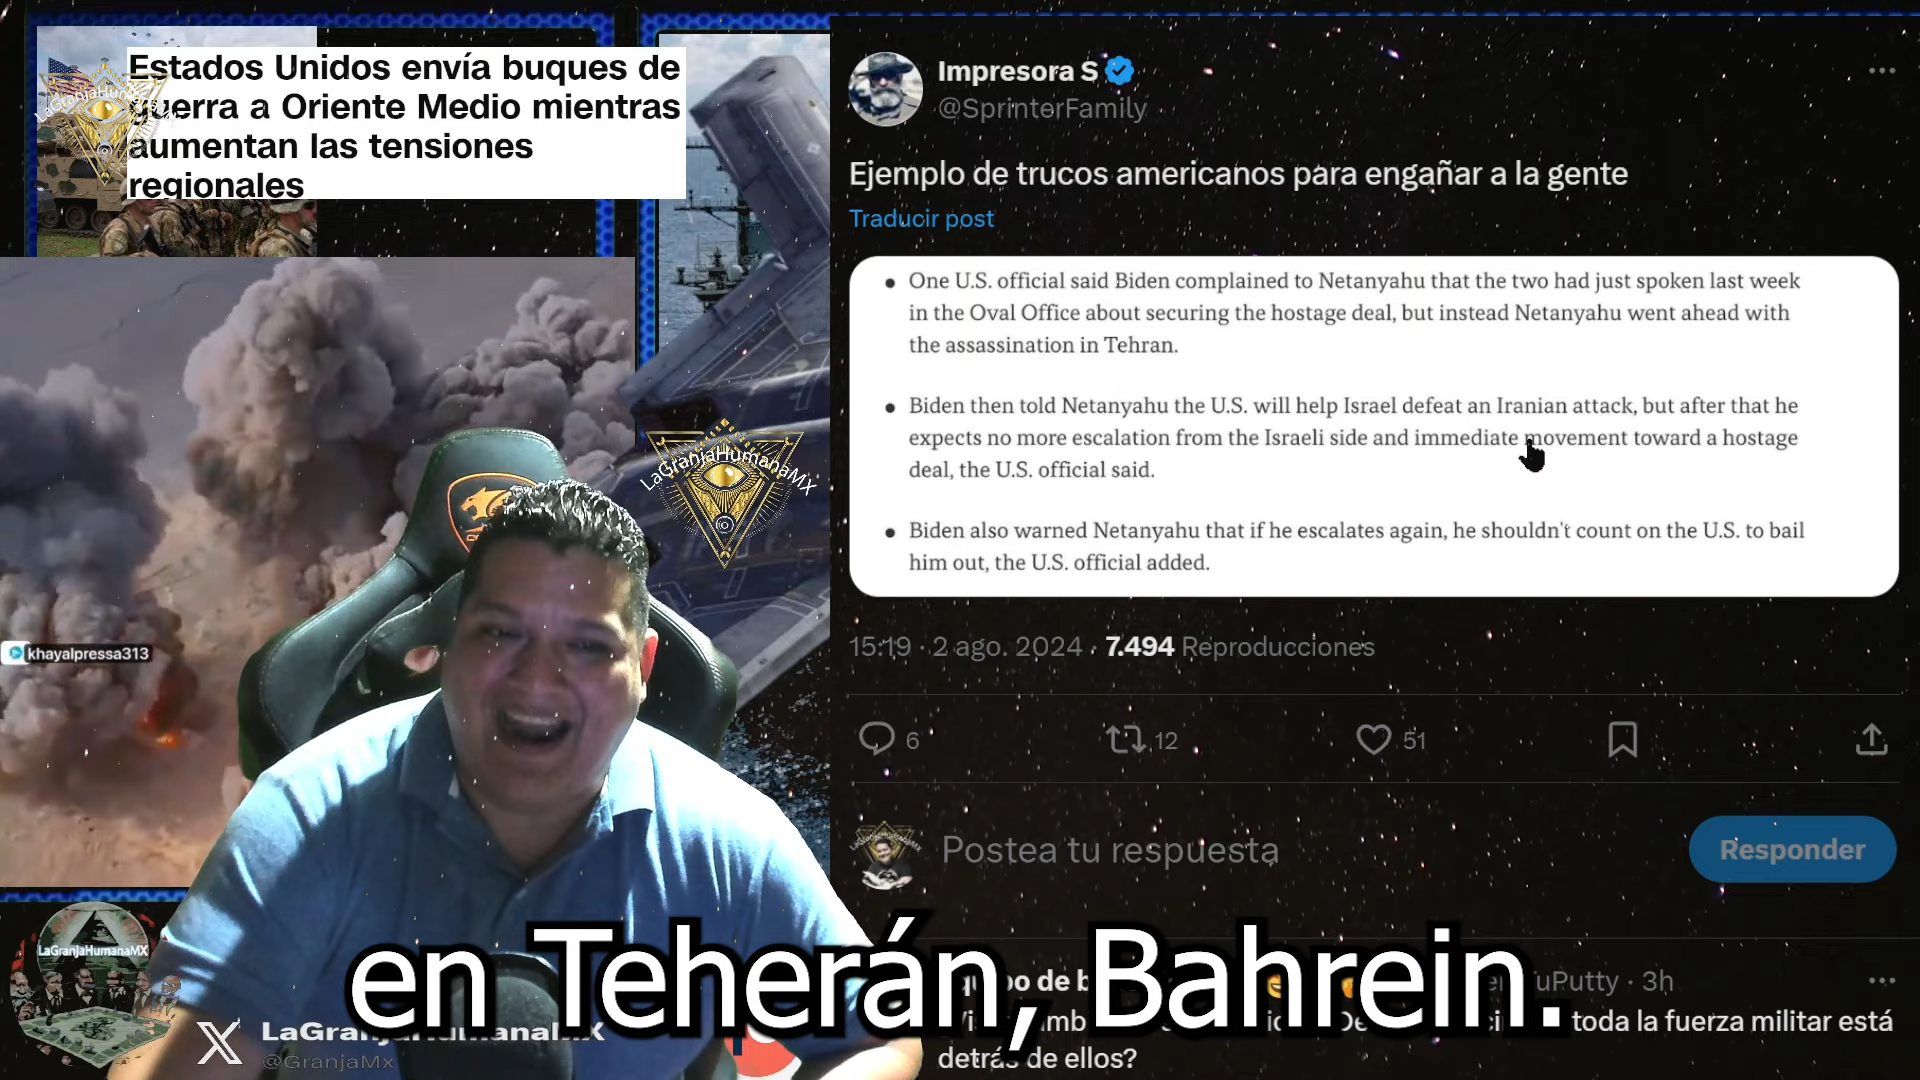 Estados Unidos envía buques de
guerra a Oriente Medio mientras
aumentan las tensiones
regionales
LaGranjaHumanaMX
khayalpressa313
LaGranjaHumanaMX
Impresora S
@SprinterFamily
Ejemplo de trucos americanos para engañar a la gente
Traducir post
One U.S. official said Biden complained to Netanyahu that the two had just spoken last week
in the Oval Office about securing the hostage deal, but instead Netanyahu went ahead with
the assassination in Tehran.
Biden then told Netanyahu the U.S. will help Israel defeat an Iranian attack, but after that he
expects no more escalation from the Israeli side and immediate movement toward a hostage
deal, the U.S. official said.
Biden also warned Netanyahu that if he escalates again, he shouldn't count on the U.S. to bail
him out, the U.S. official added.
15:19 · 2 ago. 2024 · 7.494 Reproducciones
6 12 51
Postea tu respuesta
Responder
en Teherán, Bahrein.
LaGranjaHumanaMX
LaGranjaHumanaMX
@GranjaMx
de TuPutty · 3h
toda la fuerza militar está
detrás de ellos?